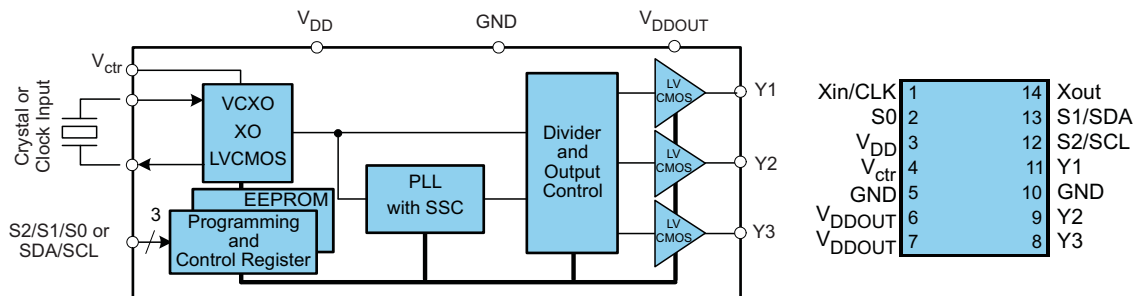 VDD
GND
VDDOUT
Vctr
Crystal or
Clock Input
VCXO
XO
LVCMOS
EEPROM
Programming
and
Control Register
S2/S1/S0 or
SDA/SCL
3
PLL
with SSC
Divider
and
Output
Control
LV
CMOS
Y1
LV
CMOS
Y2
LV
CMOS
Y3
Xin/CLK 1 14 Xout
S0 2 13 S1/SDA
VDD 3 12 S2/SCL
Vctr 4 11 Y1
GND 5 10 GND
VDDOUT 6 9 Y2
VDDOUT 7 8 Y3